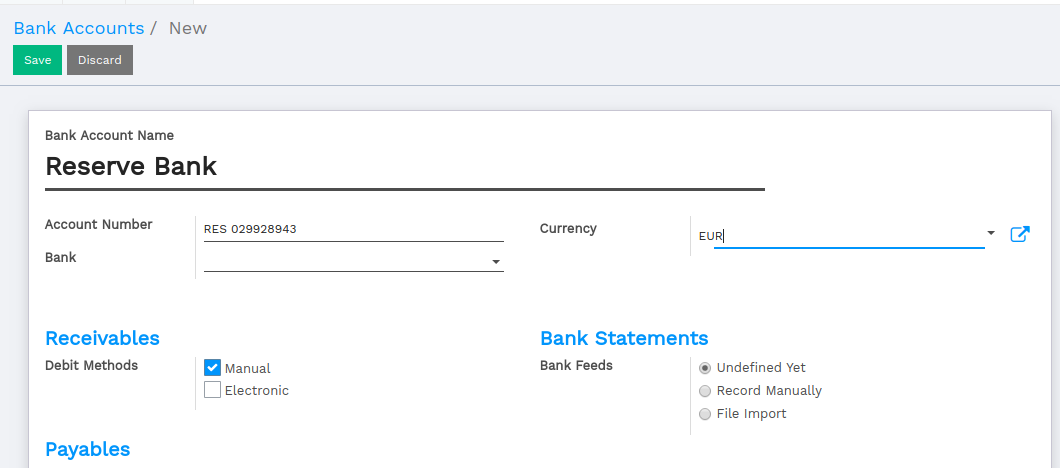 Bank Accounts / New
Save Discard
Bank Account Name
Reserve Bank
Account Number RES 029928943
Currency EUR
Bank
Receivables
Debit Methods Manual
Electronic
Bank Statements
Bank Feeds Undefined Yet
Record Manually
File Import
Payables